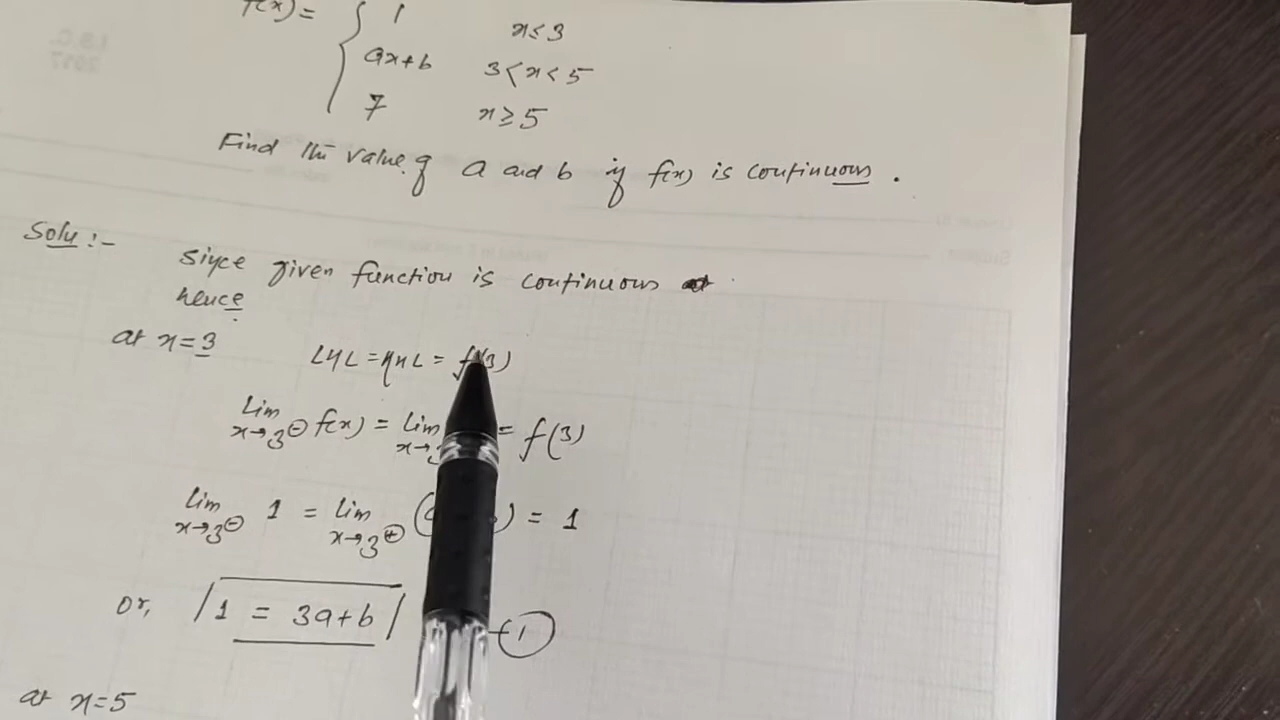 f(x) = { 1 x ≤ 3
ax+b 3 < x < 5
7 x ≥ 5
Find the value of a and b if f(x) is continuous .
Solu :-
since given function is continuous
hence
at x = 3
LHL = RHL = f(3)
lim x→3⊖ f(x) = lim x→3 = f(3)
lim x→3⊖ 1 = lim x→3⊕ ( ) = 1
or, 1 = 3a+b — 1
at x=5